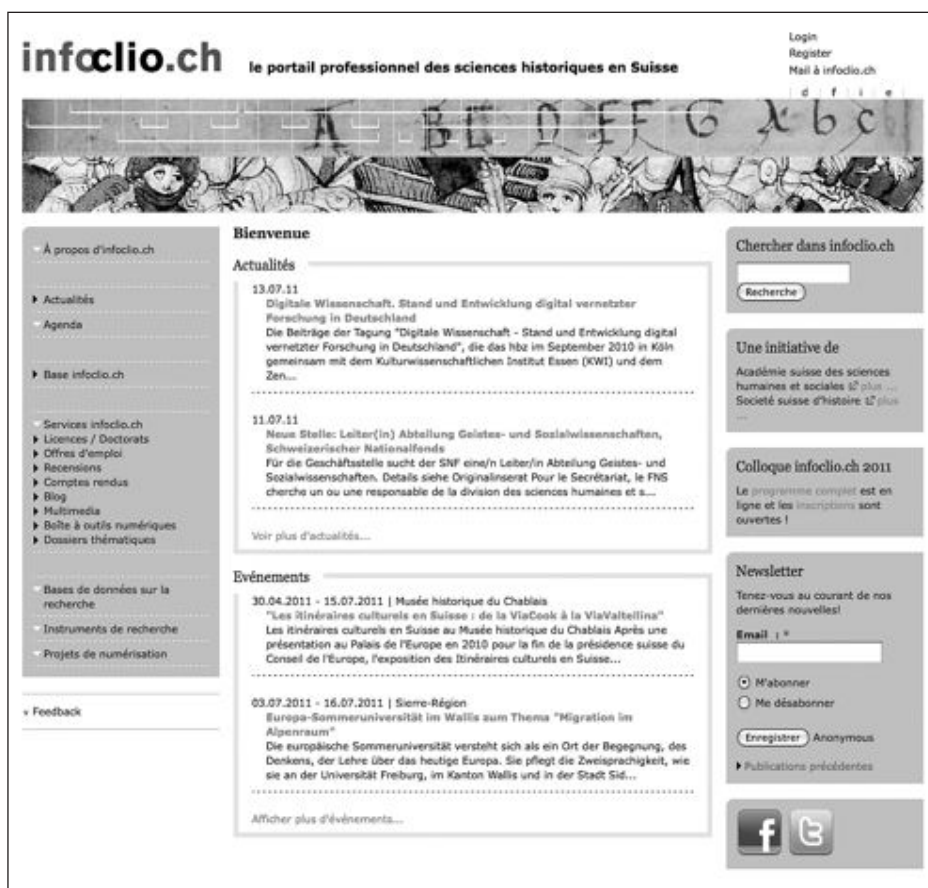 infoclio.ch
le portail professionnel des sciences historiques en Suisse
Login
Register
Mail à infoclio.ch
d f i e
A B E D E F F G A b c
À propos d'infoclio.ch
Actualités
Agenda
Base infoclio.ch
Services infoclio.ch
Licences / Doctorats
Offres d'emploi
Recensions
Comptes rendus
Blog
Multimedia
Boîte à outils numériques
Dossiers thématiques
Bases de données sur la
recherche
Instruments de recherche
Projets de numérisation
Feedback
Bienvenue
Actualités
13.07.11
Digitale Wissenschaft. Stand und Entwicklung digital vernetzter
Forschung in Deutschland
Die Beiträge der Tagung "Digitale Wissenschaft - Stand und Entwicklung digital
vernetzter Forschung in Deutschland", die das hbz im September 2010 in Köln
gemeinsam mit dem Kulturwissenschaftlichen Institut Essen (KWI) und dem
Zen...
11.07.11
Neue Stelle: Leiter(in) Abteilung Geistes- und Sozialwissenschaften,
Schweizerischer Nationalfonds
Für die Geschäftsstelle sucht der SNF eine/n Leiter/in Abteilung Geistes- und
Sozialwissenschaften. Details siehe Originalinserat Pour le Secrétariat, le FNS
cherche un ou une responsable de la division des sciences humaines et s...
Voir plus d'actualités...
Evénements
30.04.2011 - 15.07.2011 | Musée historique du Chablais
"Les itinéraires culturels en Suisse : de la ViaCook à la ViaValtellina"
Les itinéraires culturels en Suisse au Musée historique du Chablais Après une
présentation au Palais de l'Europe en 2010 pour la fin de la présidence suisse du
Conseil de l'Europe, l'exposition des Itinéraires culturels en Suisse...
03.07.2011 - 16.07.2011 | Sierre-Région
Europa-Sommeruniversität im Wallis zum Thema "Migration im
Alpenraum"
Die europäische Sommeruniversität versteht sich als ein Ort der Begegnung, des
Denkens, der Lehre über das heutige Europa. Sie pflegt die Zweisprachigkeit, wie
sie an der Universität Freiburg, im Kanton Wallis und in der Stadt Sid...
Afficher plus d'événements...
Chercher dans infoclio.ch
Recherche
Une initiative de
Académie suisse des sciences
humaines et sociales plus ...
Societé suisse d'histoire plus
...
Colloque infoclio.ch 2011
Le programme complet est en
ligne et les inscriptions sont
ouvertes !
Newsletter
Tenez-vous au courant de nos
dernières nouvelles!
Email : *
M'abonner
Me désabonner
Enregistrer Anonymous
Publications précédentes
f t